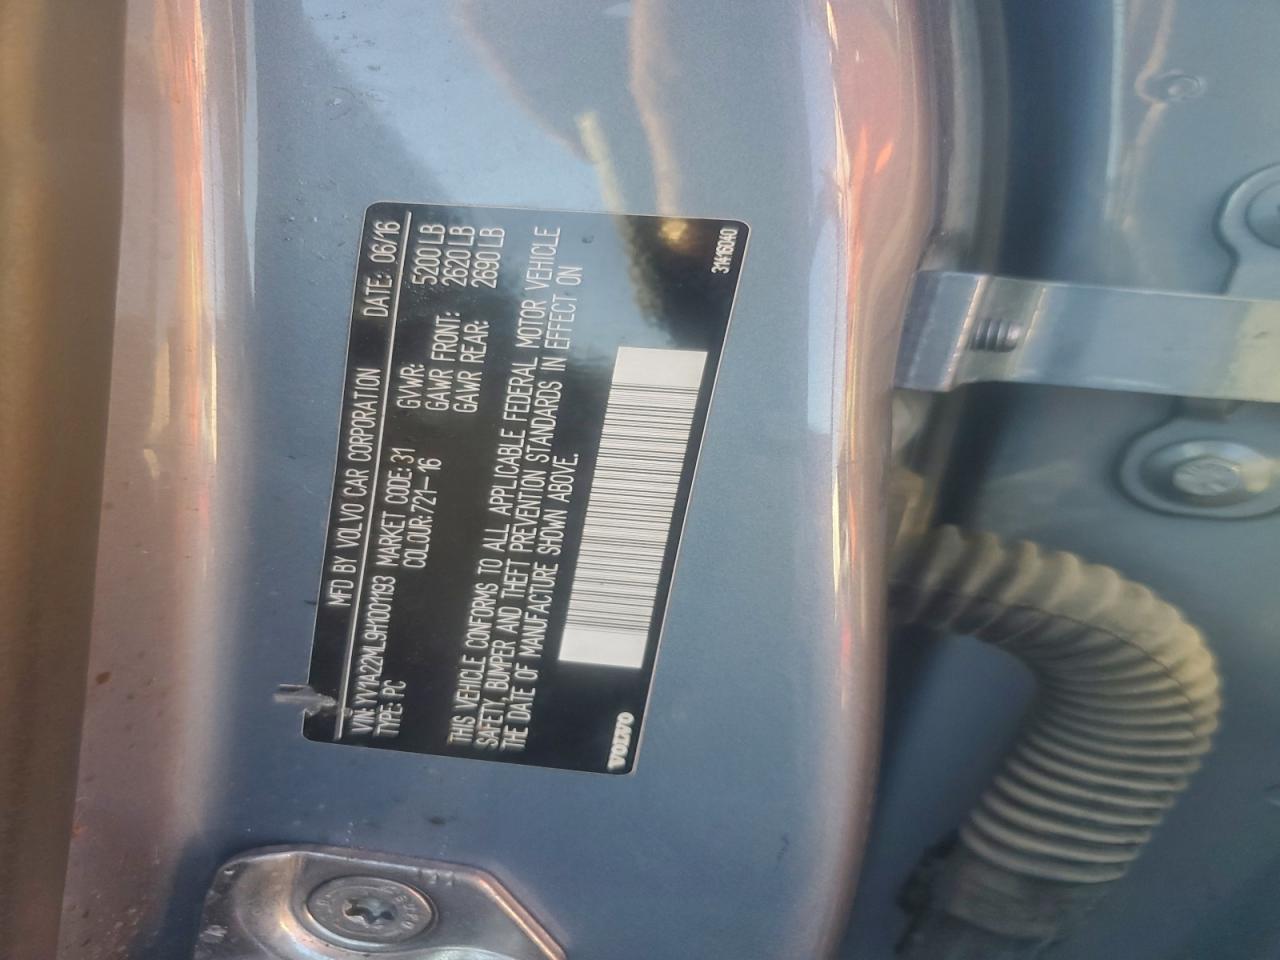 MFD BY VOLVO CAR CORPORATION DATE: 06/16
VIN: YV1A22ML9H1001193 MARKET CODE: 31 GVWR: 5200 LB
TYPE: PC COLOUR: 721-16 GAWR FRONT: 2620 LB
GAWR REAR: 2690 LB
THIS VEHICLE CONFORMS TO ALL APPLICABLE FEDERAL MOTOR VEHICLE
SAFETY, BUMPER AND THEFT PREVENTION STANDARDS IN EFFECT ON
THE DATE OF MANUFACTURE SHOWN ABOVE.
VOLVO 31416040